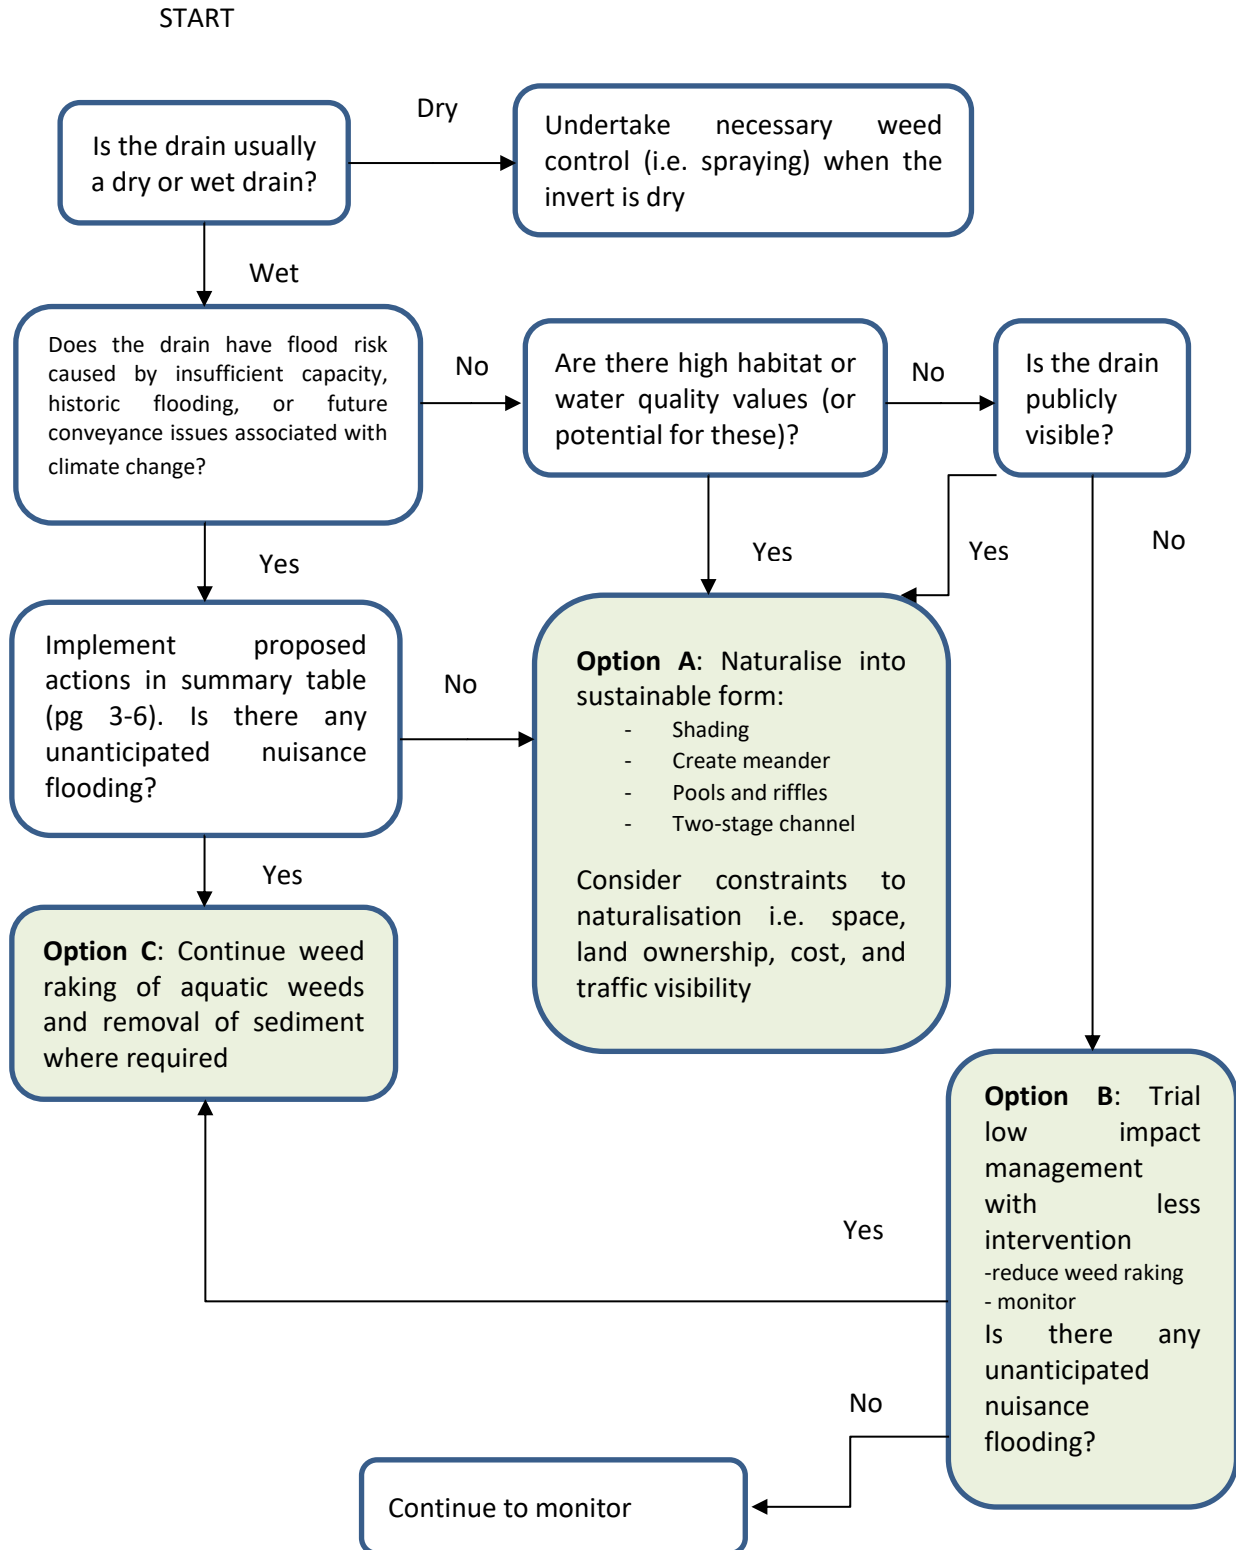 START
Is the drain usually
a dry or wet drain?
Dry
Undertake necessary weed
control (i.e. spraying) when the
invert is dry
Wet
Does the drain have flood risk
caused by insufficient capacity,
historic flooding, or future
conveyance issues associated with
climate change?
No
Are there high habitat or
water quality values (or
potential for these)?
No
Is the drain
publicly
visible?
Yes
Yes
Yes
No
Implement proposed
actions in summary table
(pg 3-6). Is there any
unanticipated nuisance
flooding?
No
Option A: Naturalise into
sustainable form:
- Shading
- Create meander
- Pools and riffles
- Two-stage channel
Consider constraints to
naturalisation i.e. space,
land ownership, cost, and
traffic visibility
Yes
Option C: Continue weed
raking of aquatic weeds
and removal of sediment
where required
Option B: Trial
low impact
management
with less
intervention
-reduce weed raking
- monitor
Is there any
unanticipated
nuisance
flooding?
Yes
No
Continue to monitor